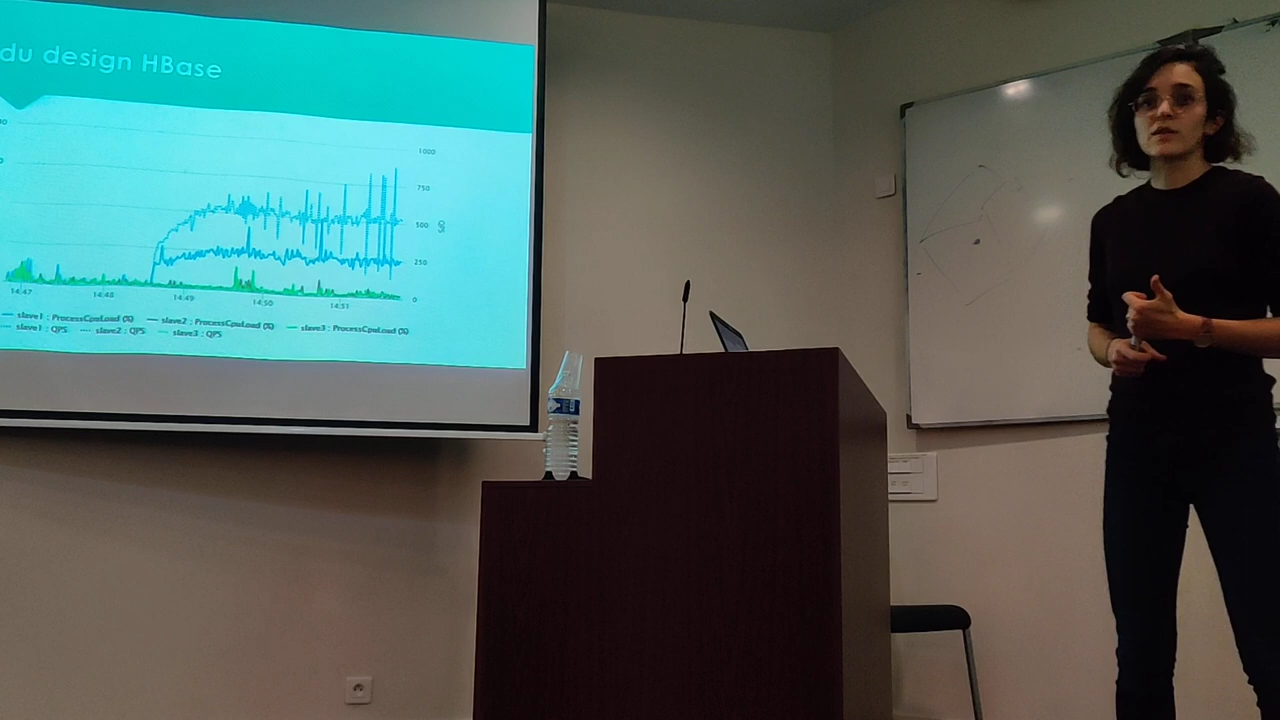 du design HBase
1000
750
500
QPS
250
0
14:47 14:48 14:49 14:50 14:51
slave1 : ProcessCpuLoad (%) slave2 : ProcessCpuLoad (%) slave3 : ProcessCpuLoad (%)
slave1 : QPS slave2 : QPS slave3 : QPS